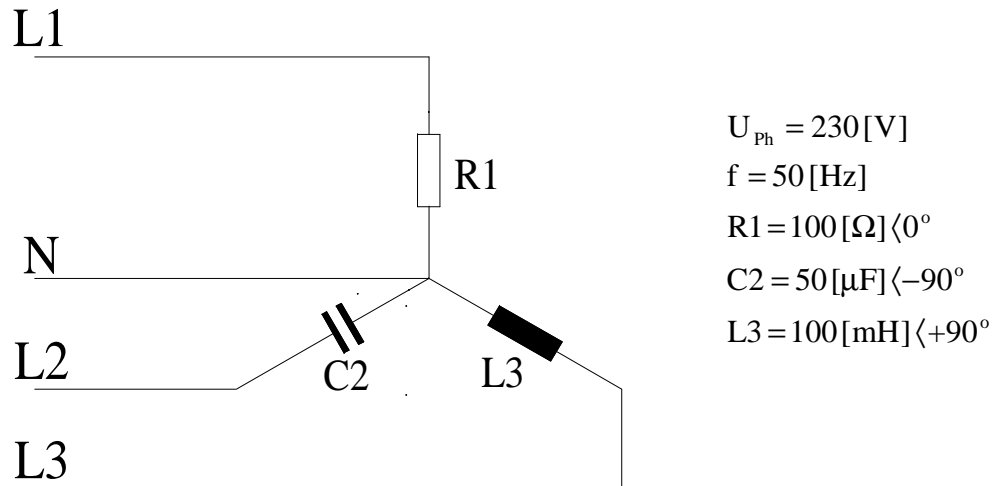 L1
R1
N
L2
C2
L3
L3
U_Ph = 230 [V]
f = 50 [Hz]
R1 = 100 [Ω]⟨0°
C2 = 50 [µF]⟨−90°
L3 = 100 [mH]⟨+90°